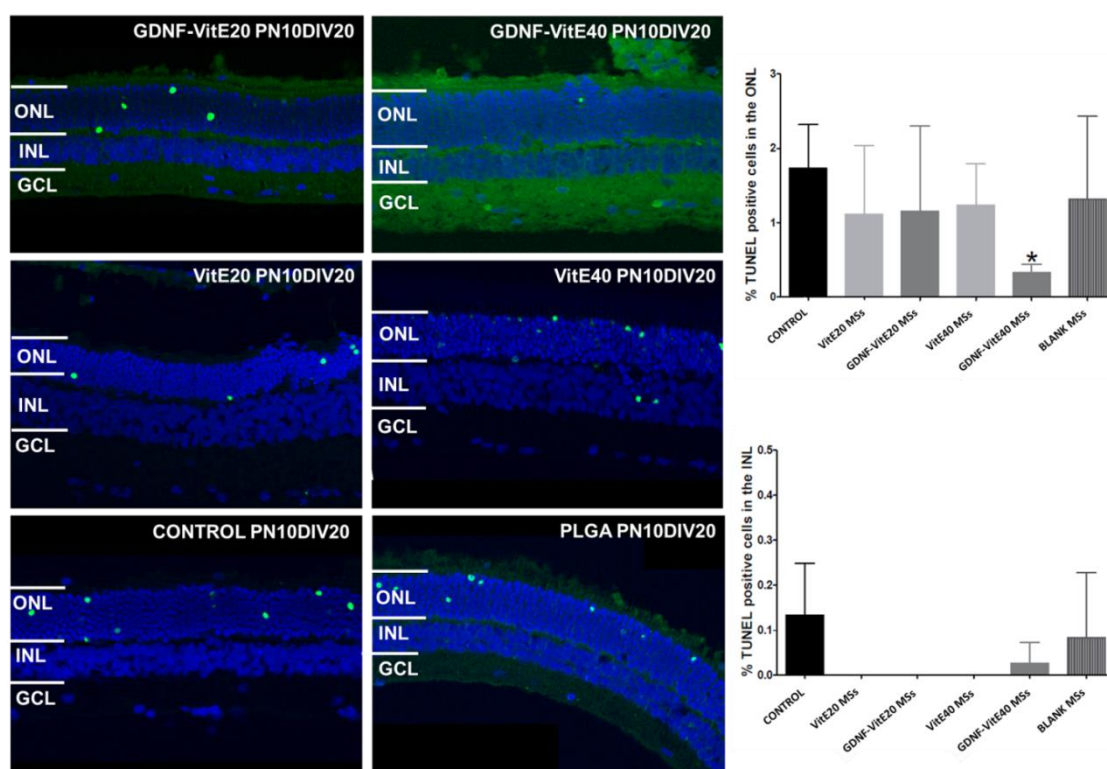 GDNF-VitE20 PN10DIV20
ONL
INL
GCL
GDNF-VitE40 PN10DIV20
ONL
INL
GCL
VitE20 PN10DIV20
ONL
INL
GCL
VitE40 PN10DIV20
ONL
INL
GCL
CONTROL PN10DIV20
ONL
INL
GCL
PLGA PN10DIV20
ONL
INL
GCL
% TUNEL positive cells in the ONL
3
2
1
0
*
CONTROL
VitE20 MSs
GDNF-VitE20 MSs
VitE40 MSs
GDNF-VitE40 MSs
BLANK MSs
% TUNEL positive cells in the INL
0.5
0.4
0.3
0.2
0.1
0.0
CONTROL
VitE20 MSs
GDNF-VitE20 MSs
VitE40 MSs
GDNF-VitE40 MSs
BLANK MSs